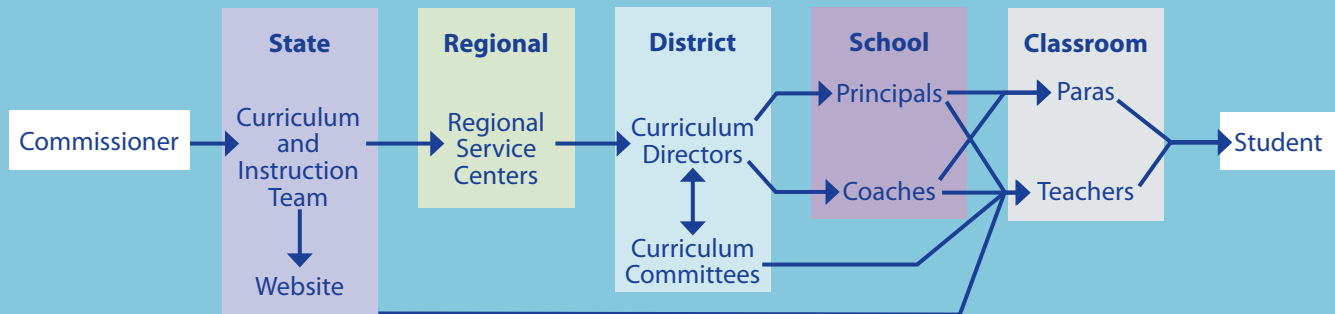 Commissioner
State
Curriculum
and
Instruction
Team
Website
Regional
Regional
Service
Centers
District
Curriculum
Directors
Curriculum
Committees
School
Principals
Coaches
Classroom
Paras
Teachers
Student